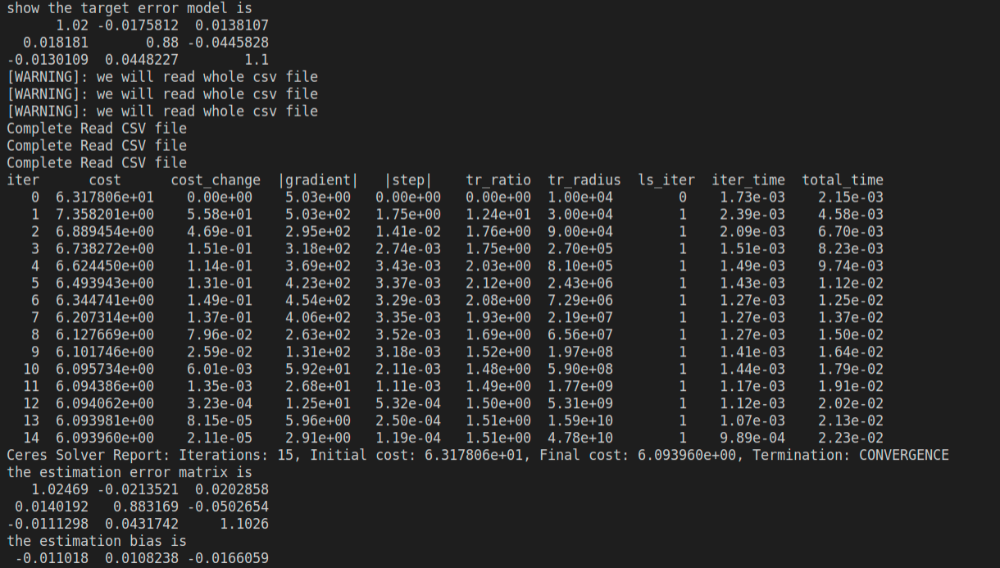 show the target error model is
1.02 -0.0175812 0.0138107
0.018181 0.88 -0.0445828
-0.0130109 0.0448227 1.1
[WARNING]: we will read whole csv file
[WARNING]: we will read whole csv file
[WARNING]: we will read whole csv file
Complete Read CSV file
Complete Read CSV file
Complete Read CSV file
iter cost cost_change |gradient| |step| tr_ratio tr_radius ls_iter iter_time total_time
0 6.317806e+01 0.00e+00 5.03e+00 0.00e+00 0.00e+00 1.00e+04 0 1.73e-03 2.15e-03
1 7.358201e+00 5.58e+01 5.03e+02 1.75e+00 1.24e+01 3.00e+04 1 2.39e-03 4.58e-03
2 6.889454e+00 4.69e-01 2.95e+02 1.41e-02 1.76e+00 9.00e+04 1 2.09e-03 6.70e-03
3 6.738272e+00 1.51e-01 3.18e+02 2.74e-03 1.75e+00 2.70e+05 1 1.51e-03 8.23e-03
4 6.624450e+00 1.14e-01 3.69e+02 3.43e-03 2.03e+00 8.10e+05 1 1.49e-03 9.74e-03
5 6.493943e+00 1.31e-01 4.23e+02 3.37e-03 2.12e+00 2.43e+06 1 1.43e-03 1.12e-02
6 6.344741e+00 1.49e-01 4.54e+02 3.29e-03 2.08e+00 7.29e+06 1 1.27e-03 1.25e-02
7 6.207314e+00 1.37e-01 4.06e+02 3.35e-03 1.93e+00 2.19e+07 1 1.27e-03 1.37e-02
8 6.127669e+00 7.96e-02 2.63e+02 3.52e-03 1.69e+00 6.56e+07 1 1.27e-03 1.50e-02
9 6.101746e+00 2.59e-02 1.31e+02 3.18e-03 1.52e+00 1.97e+08 1 1.41e-03 1.64e-02
10 6.095734e+00 6.01e-03 5.92e+01 2.11e-03 1.48e+00 5.90e+08 1 1.44e-03 1.79e-02
11 6.094386e+00 1.35e-03 2.68e+01 1.11e-03 1.49e+00 1.77e+09 1 1.17e-03 1.91e-02
12 6.094062e+00 3.23e-04 1.25e+01 5.32e-04 1.50e+00 5.31e+09 1 1.12e-03 2.02e-02
13 6.093981e+00 8.15e-05 5.96e+00 2.50e-04 1.51e+00 1.59e+10 1 1.07e-03 2.13e-02
14 6.093960e+00 2.11e-05 2.91e+00 1.19e-04 1.51e+00 4.78e+10 1 9.89e-04 2.23e-02
Ceres Solver Report: Iterations: 15, Initial cost: 6.317806e+01, Final cost: 6.093960e+00, Termination: CONVERGENCE
the estimation error matrix is
1.02469 -0.0213521 0.0202858
0.0140192 0.883169 -0.0502654
-0.0111298 0.0431742 1.1026
the estimation bias is
-0.011018 0.0108238 -0.0166059